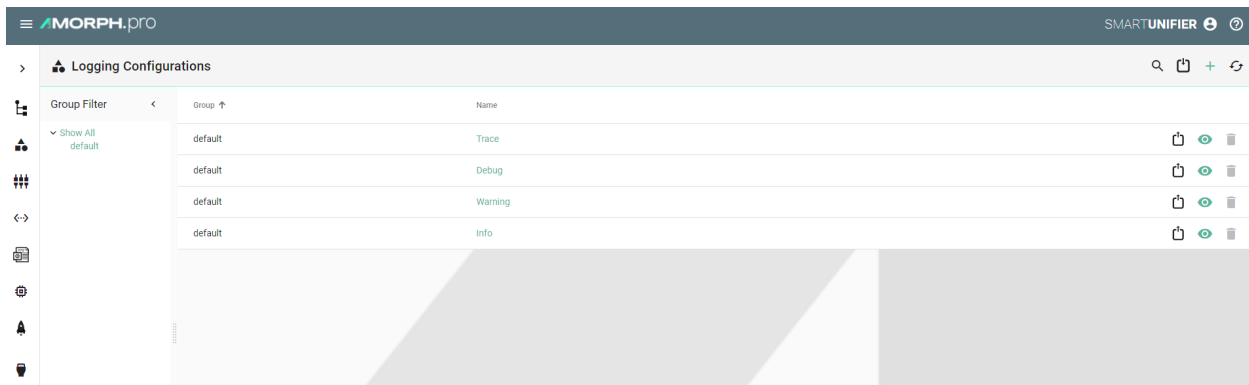 AMORPH.pro
SMARTUNIFIER
Logging Configurations
Group Filter
Group Name
Show All
default
default Trace
default Debug
default Warning
default Info